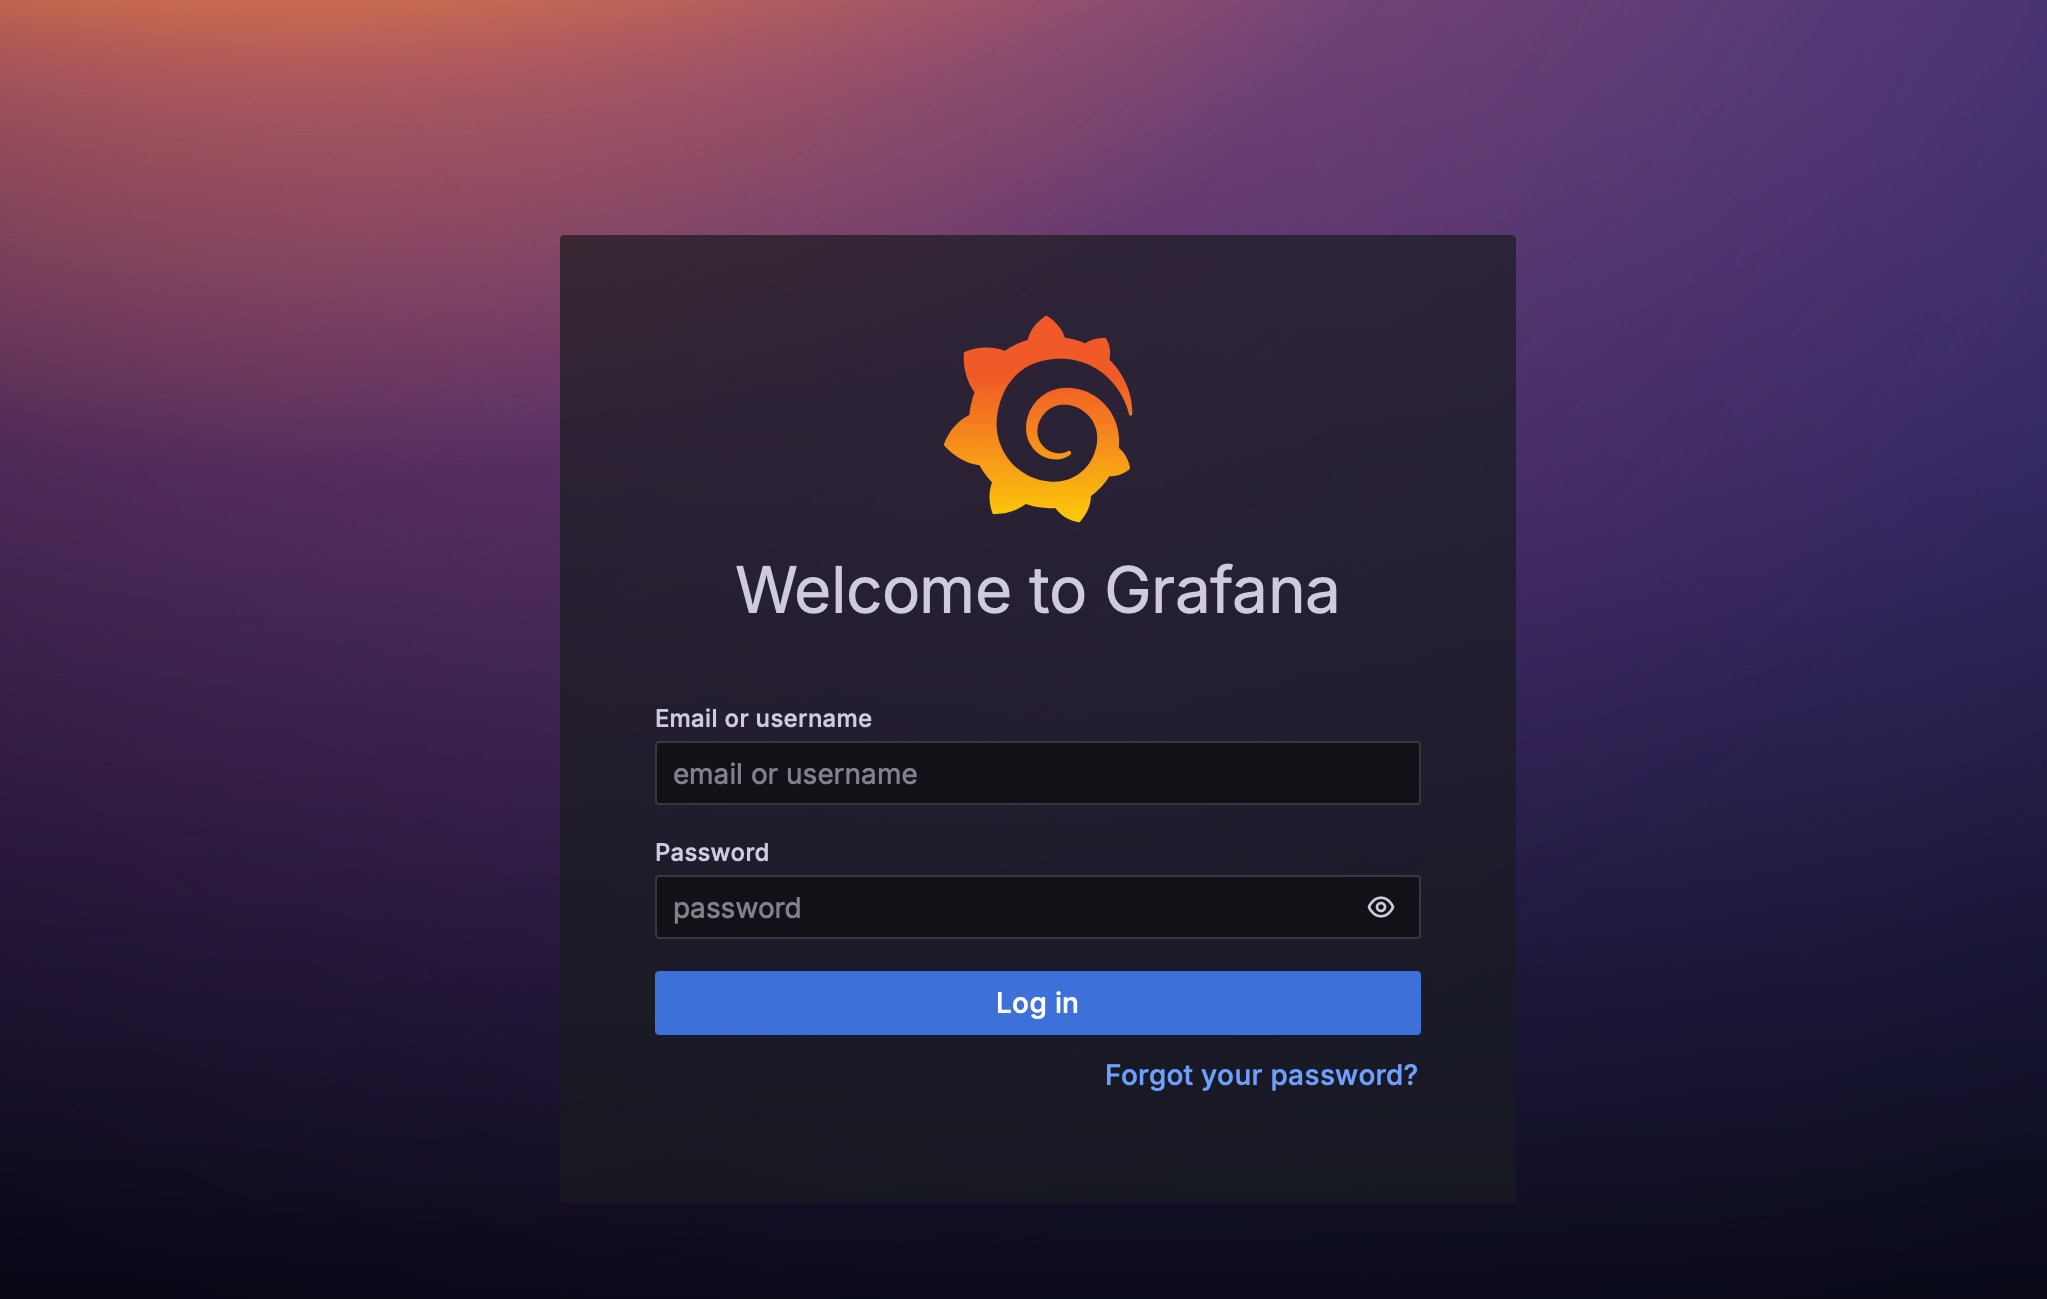 Welcome to Grafana
Email or username
email or username
Password
password
Log in
Forgot your password?